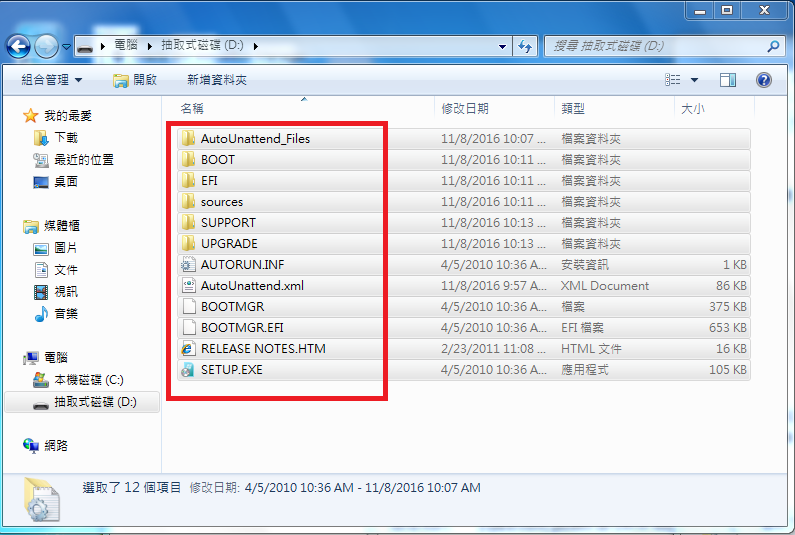 電腦 抽取式磁碟 (D:)
搜尋 抽取式磁碟 (D:)
組合管理 開啟 新增資料夾
我的最愛
下載
最近的位置
桌面
媒體櫃
圖片
文件
視訊
音樂
電腦
本機磁碟 (C:)
抽取式磁碟 (D:)
網路
名稱 修改日期 類型 大小
AutoUnattend_Files 11/8/2016 10:07 ... 檔案資料夾
BOOT 11/8/2016 10:11 ... 檔案資料夾
EFI 11/8/2016 10:11 ... 檔案資料夾
sources 11/8/2016 10:11 ... 檔案資料夾
SUPPORT 11/8/2016 10:13 ... 檔案資料夾
UPGRADE 11/8/2016 10:13 ... 檔案資料夾
AUTORUN.INF 4/5/2010 10:36 A... 安裝資訊 1 KB
AutoUnattend.xml 11/8/2016 9:57 A... XML Document 86 KB
BOOTMGR 4/5/2010 10:36 A... 檔案 375 KB
BOOTMGR.EFI 4/5/2010 10:36 A... EFI 檔案 653 KB
RELEASE NOTES.HTM 2/23/2011 11:08 ... HTML 文件 16 KB
SETUP.EXE 4/5/2010 10:36 A... 應用程式 105 KB
選取了 12 個項目 修改日期: 4/5/2010 10:36 AM - 11/8/2016 10:07 AM